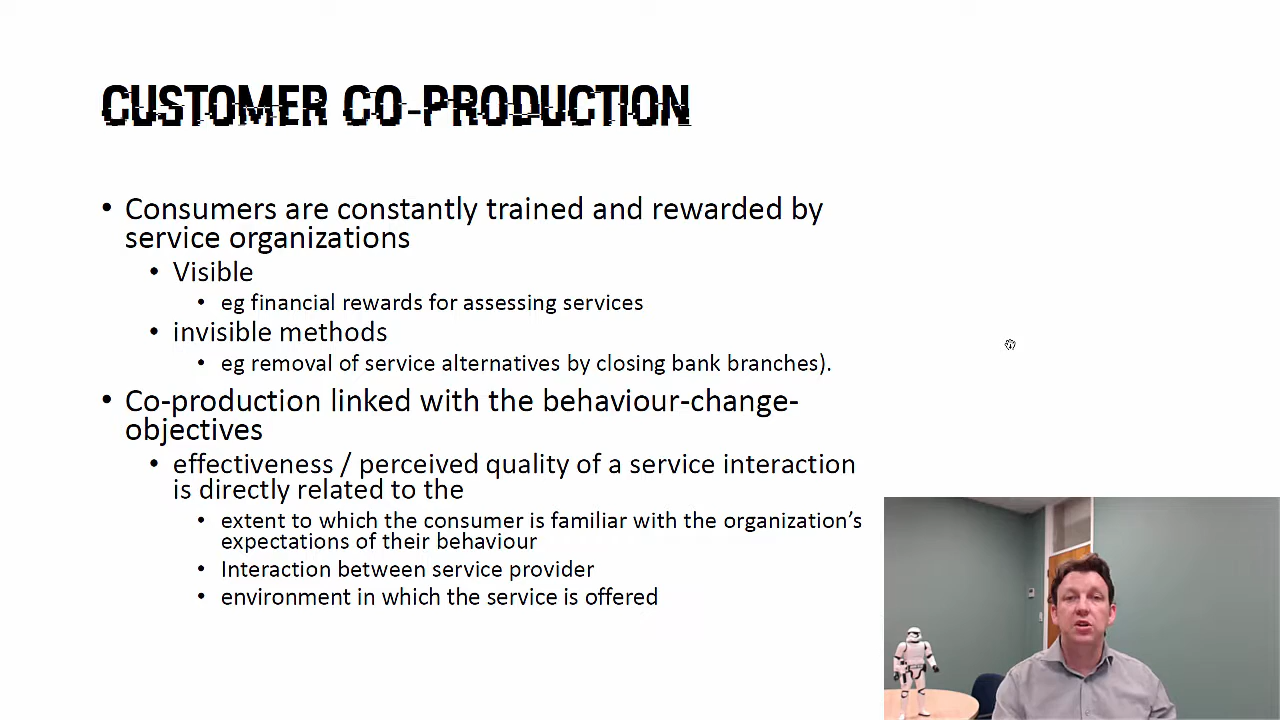 CUSTOMER CO-PRODUCTION
• Consumers are constantly trained and rewarded by
service organizations
• Visible
• eg financial rewards for assessing services
• invisible methods
• eg removal of service alternatives by closing bank branches).
• Co-production linked with the behaviour-change-
objectives
• effectiveness / perceived quality of a service interaction
is directly related to the
• extent to which the consumer is familiar with the organization’s
expectations of their behaviour
• Interaction between service provider
• environment in which the service is offered